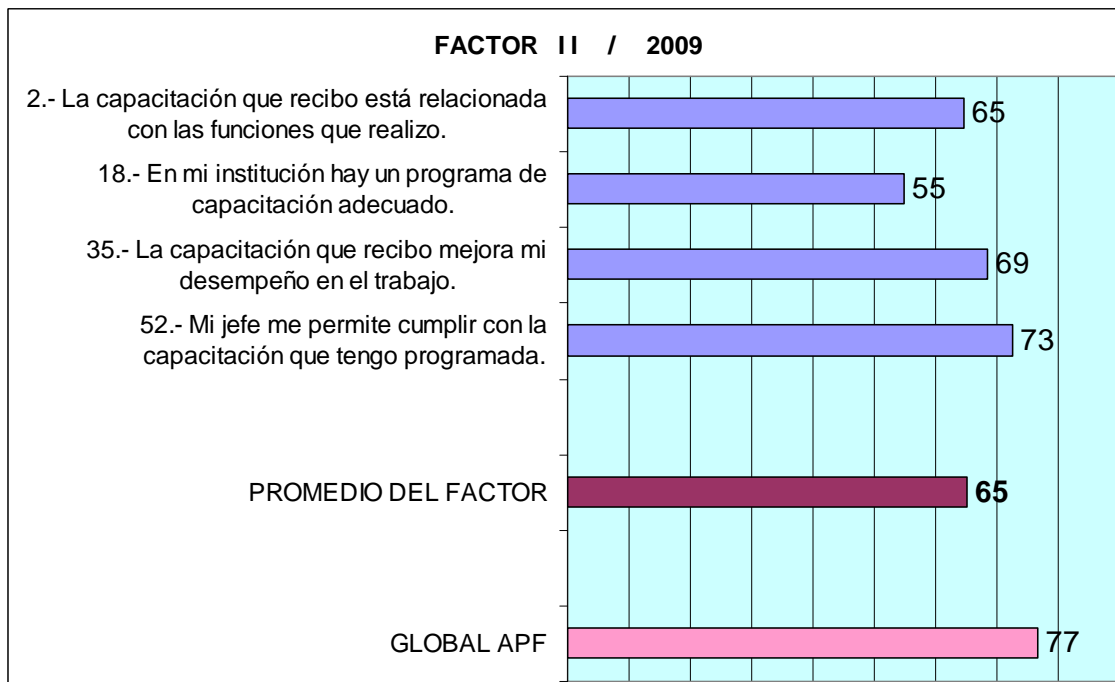 FACTOR II / 2009
2.- La capacitación que recibo está relacionada
con las funciones que realizo.
65
18.- En mi institución hay un programa de
capacitación adecuado.
55
35.- La capacitación que recibo mejora mi
desempeño en el trabajo.
69
52.- Mi jefe me permite cumplir con la
capacitación que tengo programada.
73
PROMEDIO DEL FACTOR
65
GLOBAL APF
77